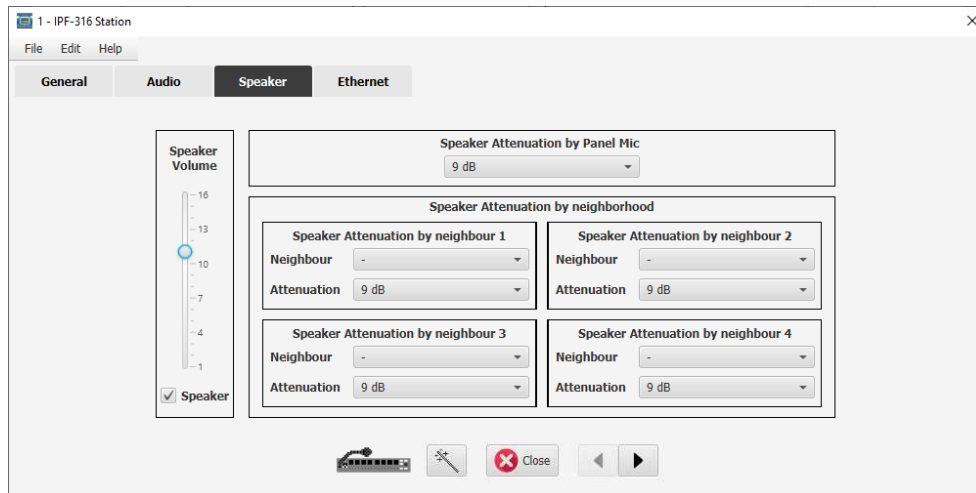 1 - IPF-316 Station
File Edit Help
General Audio Speaker Ethernet
Speaker
Volume
16
13
10
7
4
1
Speaker
Speaker Attenuation by Panel Mic
9 dB
Speaker Attenuation by neighborhood
Speaker Attenuation by neighbour 1
Neighbour -
Attenuation 9 dB
Speaker Attenuation by neighbour 2
Neighbour -
Attenuation 9 dB
Speaker Attenuation by neighbour 3
Neighbour -
Attenuation 9 dB
Speaker Attenuation by neighbour 4
Neighbour -
Attenuation 9 dB
Close